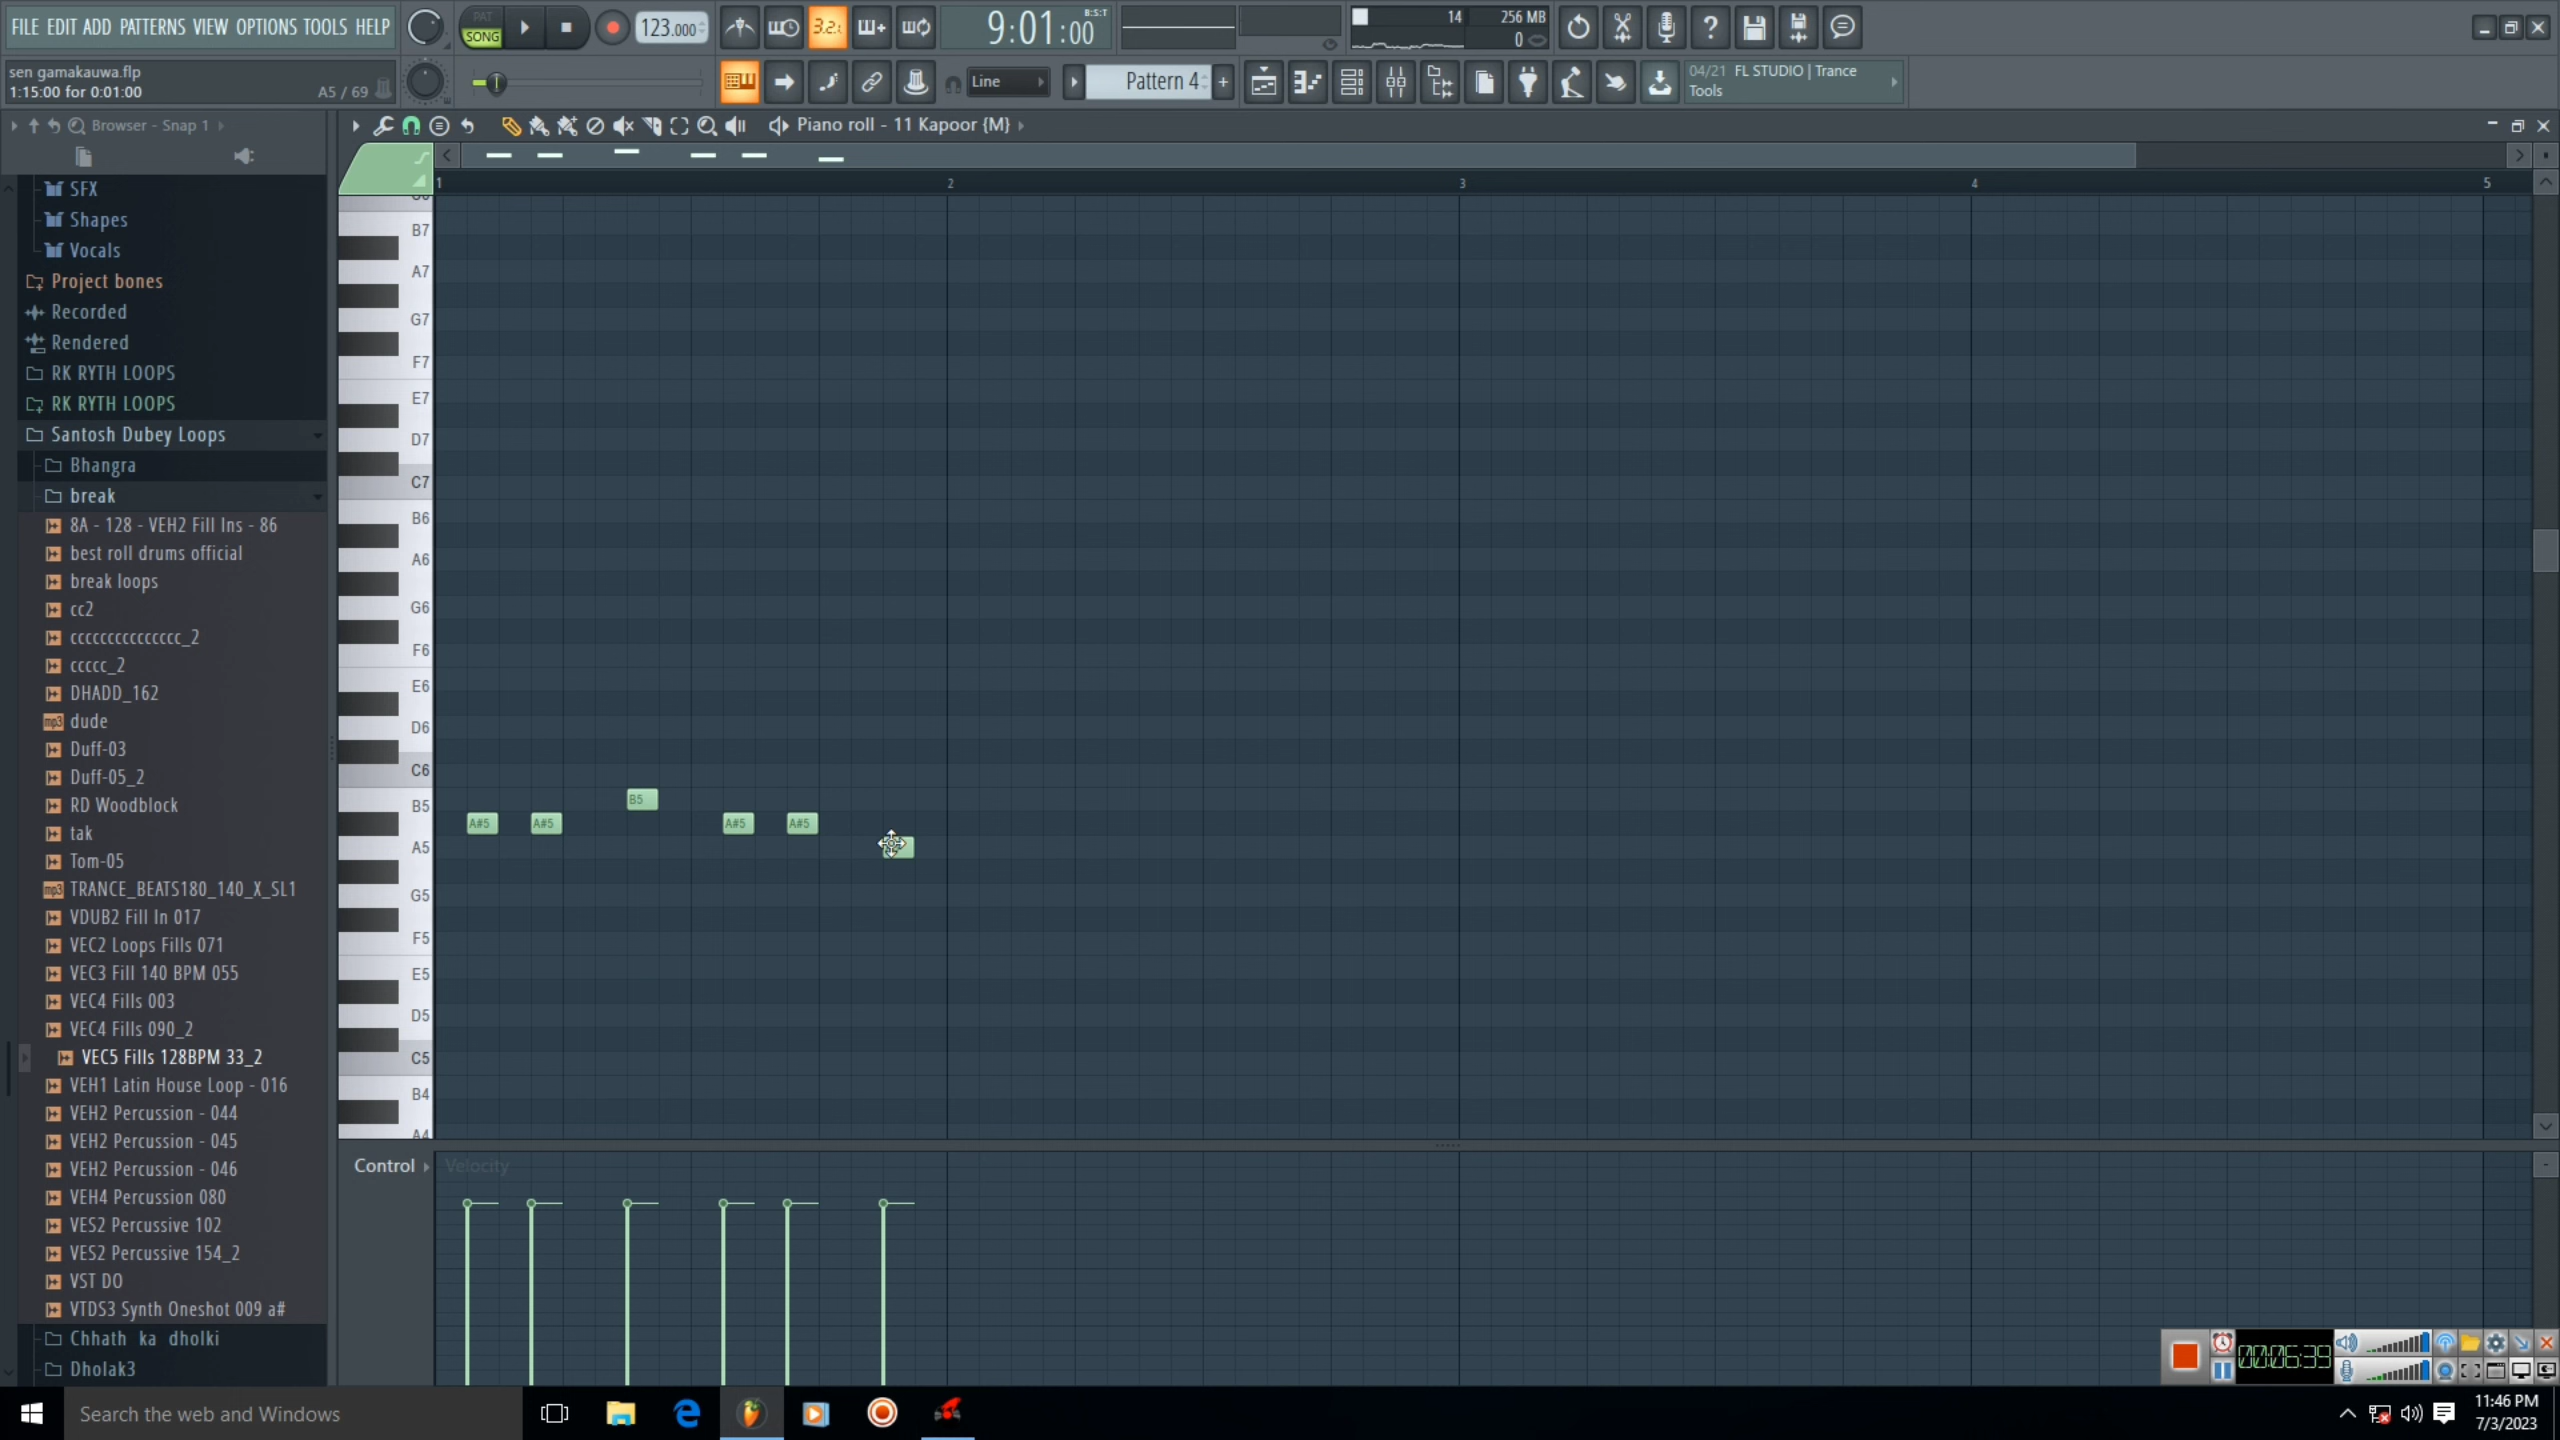 FILE EDIT ADD PATTERNS VIEW OPTIONS TOOLS HELP
PAT
SONG
123.000
3.2.
9:01:00
B:S:T
14
256 MB
0
sen gamakauwa.flp
1:15:00 for 0:01:00
A5 / 69
Line
Pattern 4
04/21 FL STUDIO | Trance
Tools
Browser - Snap 1
Piano roll - 11 Kapoor {M}
1 2 3 4 5
SFX
Shapes
Vocals
Project bones
Recorded
Rendered
RK RYTH LOOPS
RK RYTH LOOPS
Santosh Dubey Loops
Bhangra
break
8A - 128 - VEH2 Fill Ins - 86
best roll drums official
break loops
cc2
ccccccccccccccc_2
ccccc_2
DHADD_162
mp3 dude
Duff-03
Duff-05_2
RD Woodblock
tak
Tom-05
mp3 TRANCE_BEATS180_140_X_SL1
VDUB2 Fill In 017
VEC2 Loops Fills 071
VEC3 Fill 140 BPM 055
VEC4 Fills 003
VEC4 Fills 090_2
VEC5 Fills 128BPM 33_2
VEH1 Latin House Loop - 016
VEH2 Percussion - 044
VEH2 Percussion - 045
VEH2 Percussion - 046
VEH4 Percussion 080
VES2 Percussive 102
VES2 Percussive 154_2
VST DO
VTDS3 Synth Oneshot 009 a#
Chhath ka dholki
Dholak3
B7
A7
G7
F7
E7
D7
C7
B6
A6
G6
F6
E6
D6
C6
B5
A5
G5
F5
E5
D5
C5
B4
A4
B5
A#5 A#5 A#5 A#5
Control
Velocity
00:06:39
Search the web and Windows
11:46 PM
7/3/2023